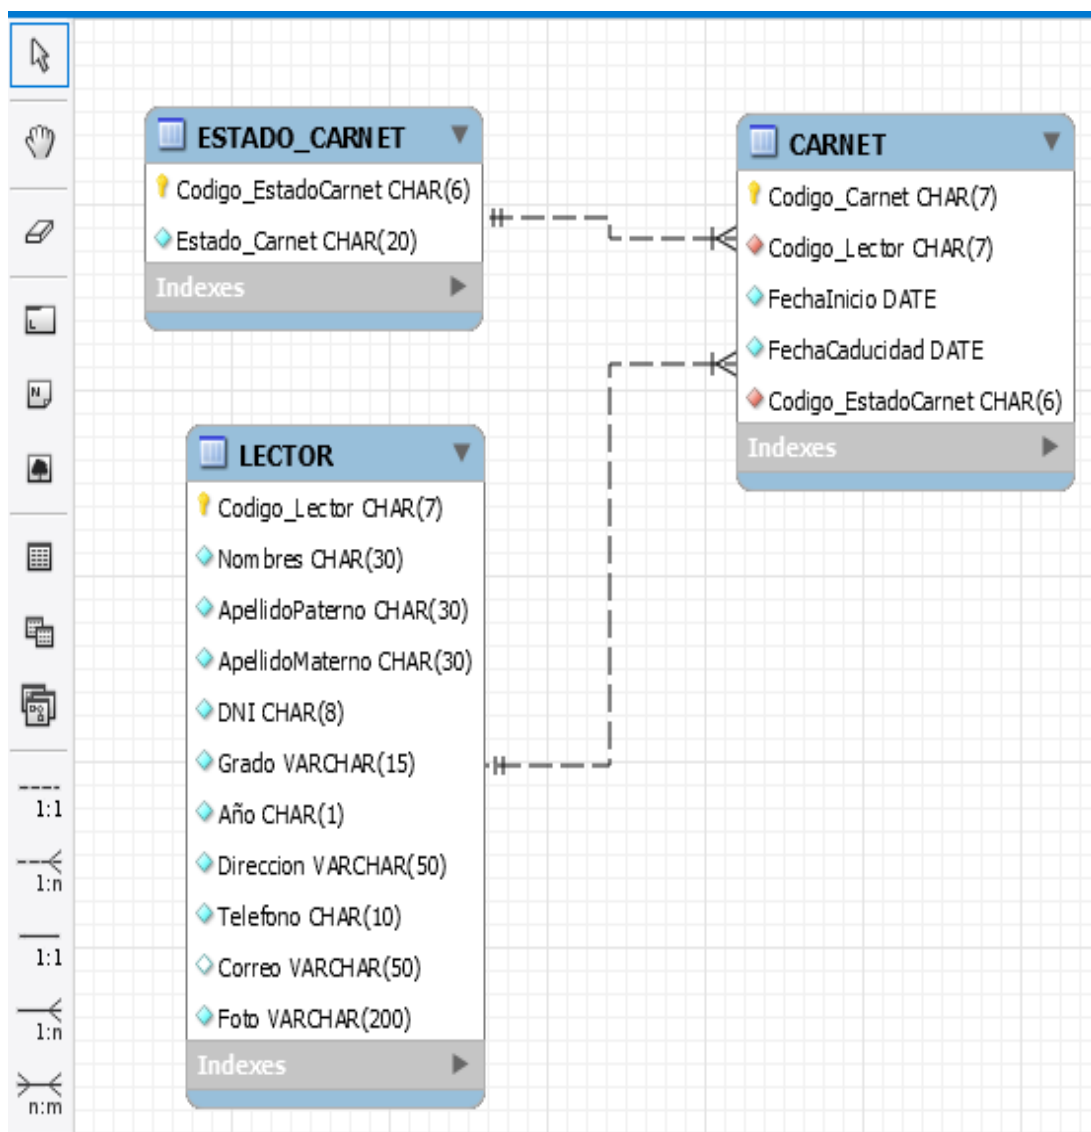 ESTADO_CARNET
Codigo_EstadoCarnet CHAR(6)
Estado_Carnet CHAR(20)
Indexes
CARNET
Codigo_Carnet CHAR(7)
Codigo_Lector CHAR(7)
FechaInicio DATE
FechaCaducidad DATE
Codigo_EstadoCarnet CHAR(6)
Indexes
LECTOR
Codigo_Lector CHAR(7)
Nombres CHAR(30)
ApellidoPaterno CHAR(30)
ApellidoMaterno CHAR(30)
DNI CHAR(8)
Grado VARCHAR(15)
Año CHAR(1)
Direccion VARCHAR(50)
Telefono CHAR(10)
Correo VARCHAR(50)
Foto VARCHAR(200)
Indexes
L
N
1:1
1:n
1:1
1:n
n:m